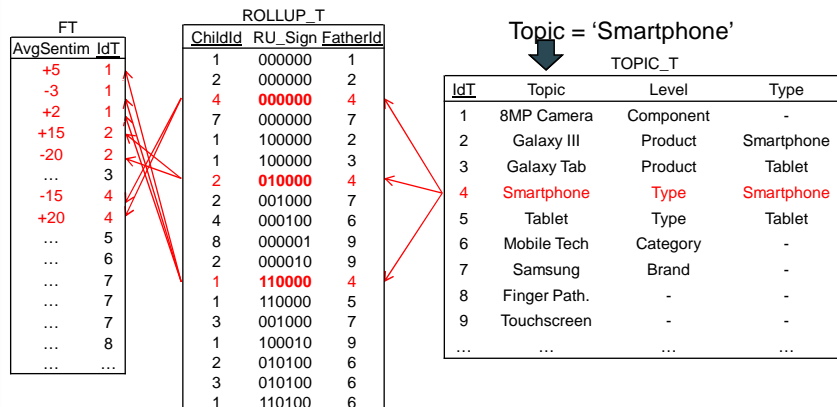 FT
AvgSentim IdT
+5 1
-3 1
+2 1
+15 2
-20 2
… 3
-15 4
+20 4
… 5
… 6
… 7
… 7
… 7
… 8
… …
ROLLUP_T
ChildId RU_Sign FatherId
1 000000 1
2 000000 2
4 000000 4
7 000000 7
1 100000 2
1 100000 3
2 010000 4
2 001000 7
4 000100 6
8 000001 9
2 000010 9
1 110000 4
1 110000 5
3 001000 7
1 100010 9
2 010100 6
3 010100 6
1 110100 6
Topic = ‘Smartphone’
TOPIC_T
IdT Topic Level Type
1 8MP Camera Component -
2 Galaxy III Product Smartphone
3 Galaxy Tab Product Tablet
4 Smartphone Type Smartphone
5 Tablet Type Tablet
6 Mobile Tech Category -
7 Samsung Brand -
8 Finger Path. - -
9 Touchscreen - -
… … … …